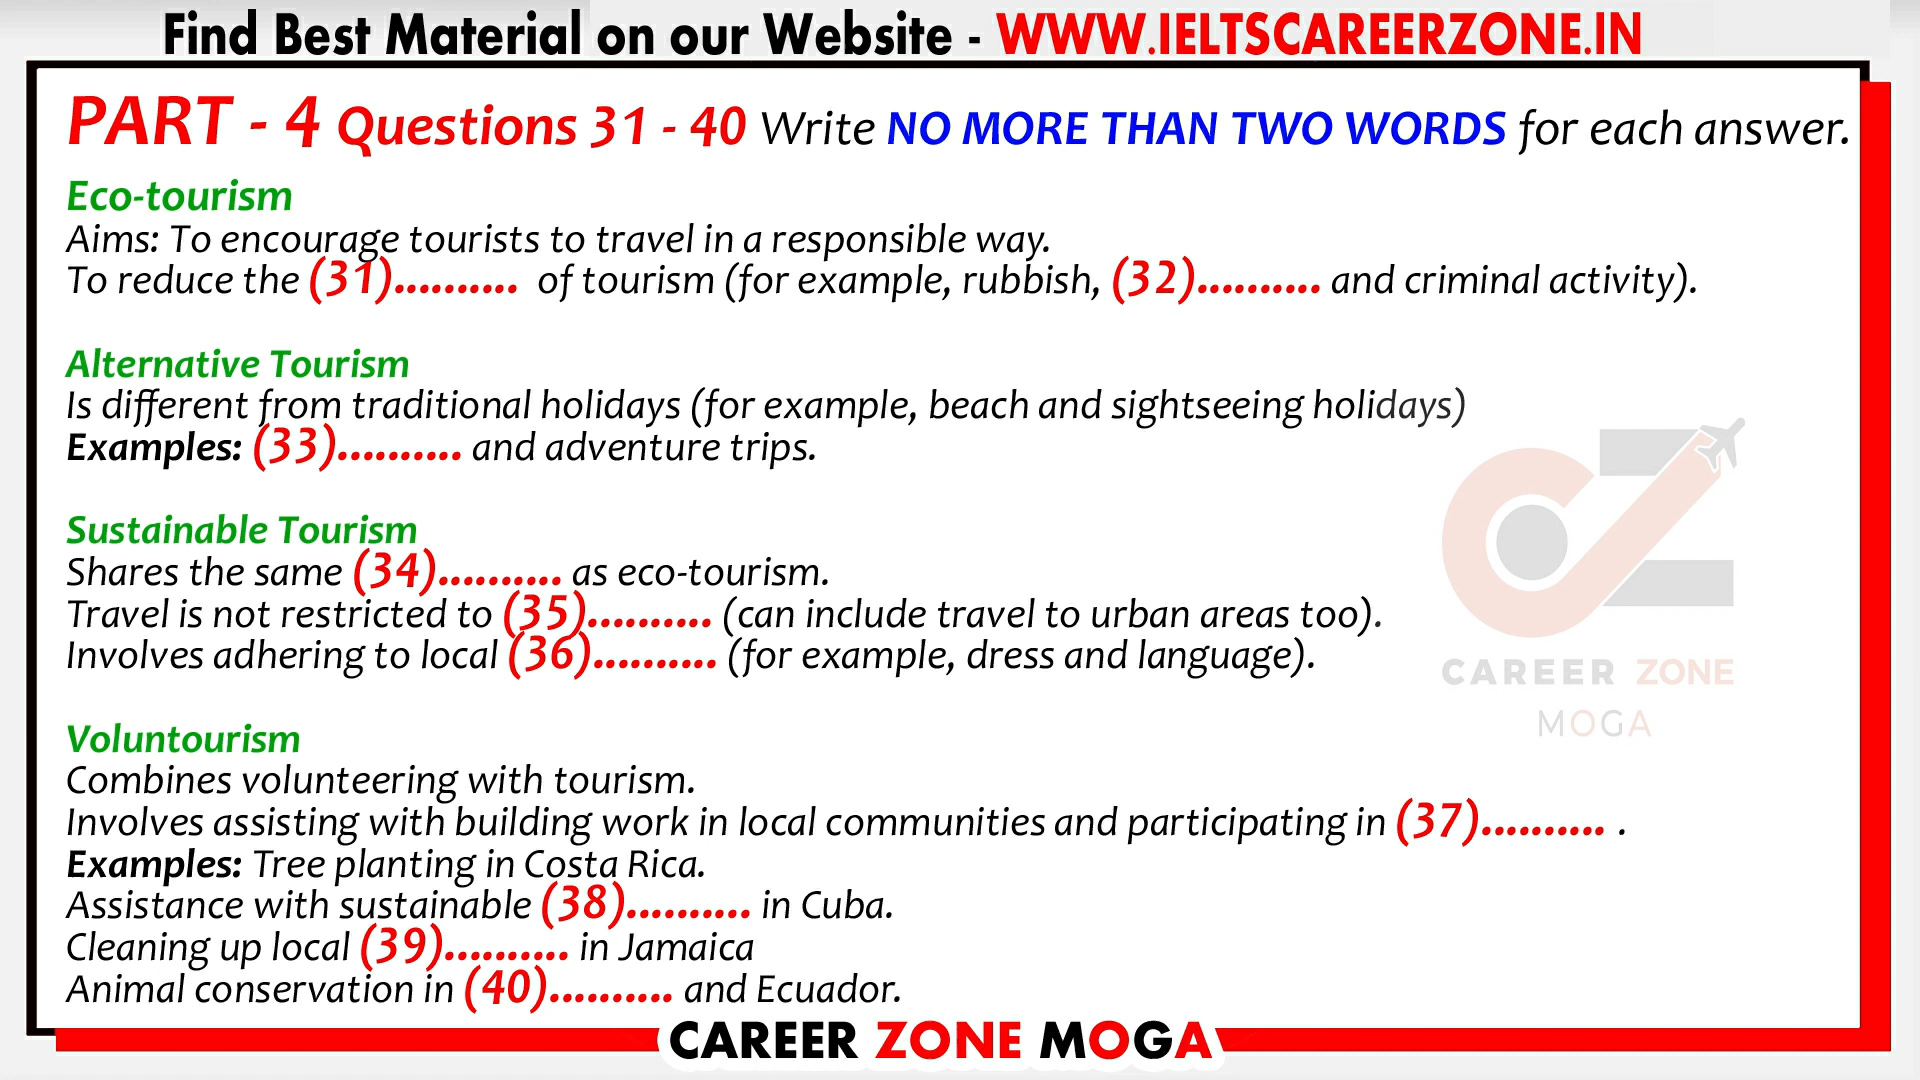 Find Best Material on our Website - WWW.IELTSCAREERZONE.IN
PART - 4 Questions 31 - 40 Write NO MORE THAN TWO WORDS for each answer.
Eco-tourism
Aims: To encourage tourists to travel in a responsible way.
To reduce the (31).......... of tourism (for example, rubbish, (32).......... and criminal activity).
Alternative Tourism
Is different from traditional holidays (for example, beach and sightseeing holidays)
Examples: (33).......... and adventure trips.
Sustainable Tourism
Shares the same (34).......... as eco-tourism.
Travel is not restricted to (35).......... (can include travel to urban areas too).
Involves adhering to local (36).......... (for example, dress and language).
CAREER ZONE
MOGA
Voluntourism
Combines volunteering with tourism.
Involves assisting with building work in local communities and participating in (37).......... .
Examples: Tree planting in Costa Rica.
Assistance with sustainable (38).......... in Cuba.
Cleaning up local (39).......... in Jamaica
Animal conservation in (40).......... and Ecuador.
CAREER ZONE MOGA